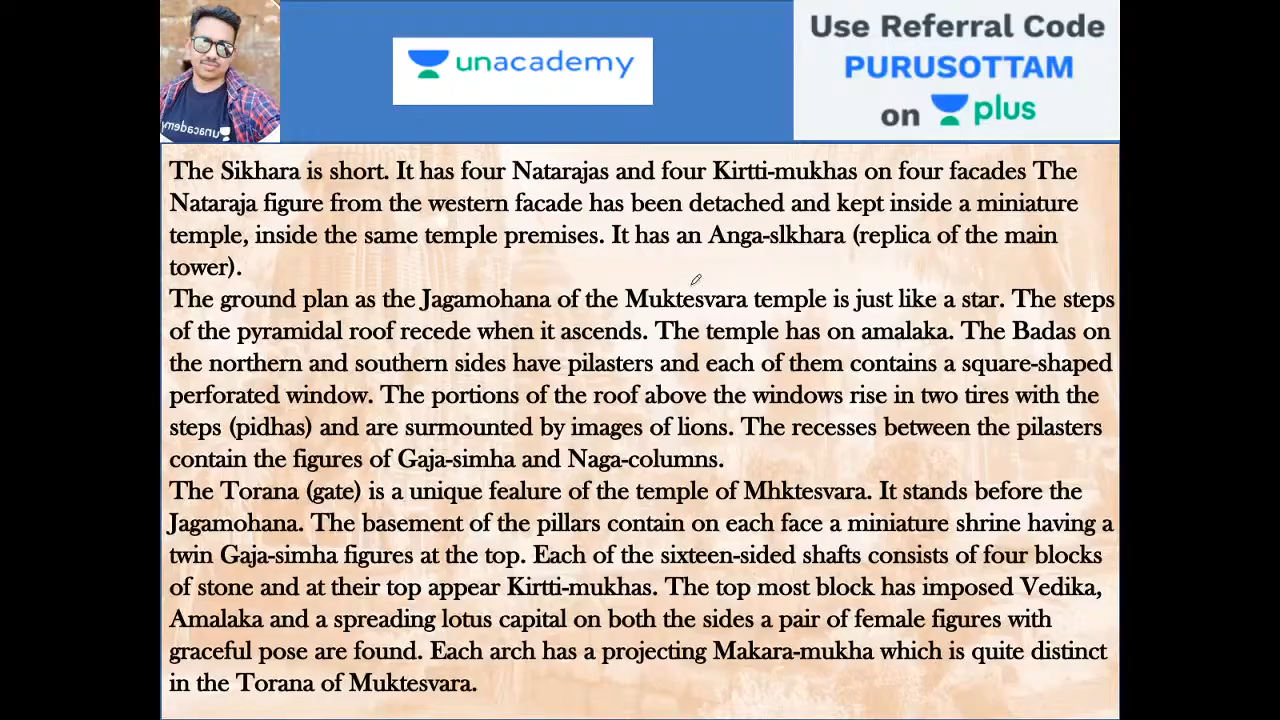 unacademy
Use Referral Code
PURUSOTTAM
on plus
unacademy
The Sikhara is short. It has four Natarajas and four Kirtti-mukhas on four facades The
Nataraja figure from the western facade has been detached and kept inside a miniature
temple, inside the same temple premises. It has an Anga-slkhara (replica of the main
tower).
The ground plan as the Jagamohana of the Muktesvara temple is just like a star. The steps
of the pyramidal roof recede when it ascends. The temple has on amalaka. The Badas on
the northern and southern sides have pilasters and each of them contains a square-shaped
perforated window. The portions of the roof above the windows rise in two tires with the
steps (pidhas) and are surmounted by images of lions. The recesses between the pilasters
contain the figures of Gaja-simha and Naga-columns.
The Torana (gate) is a unique fealure of the temple of Mhktesvara. It stands before the
Jagamohana. The basement of the pillars contain on each face a miniature shrine having a
twin Gaja-simha figures at the top. Each of the sixteen-sided shafts consists of four blocks
of stone and at their top appear Kirtti-mukhas. The top most block has imposed Vedika,
Amalaka and a spreading lotus capital on both the sides a pair of female figures with
graceful pose are found. Each arch has a projecting Makara-mukha which is quite distinct
in the Torana of Muktesvara.